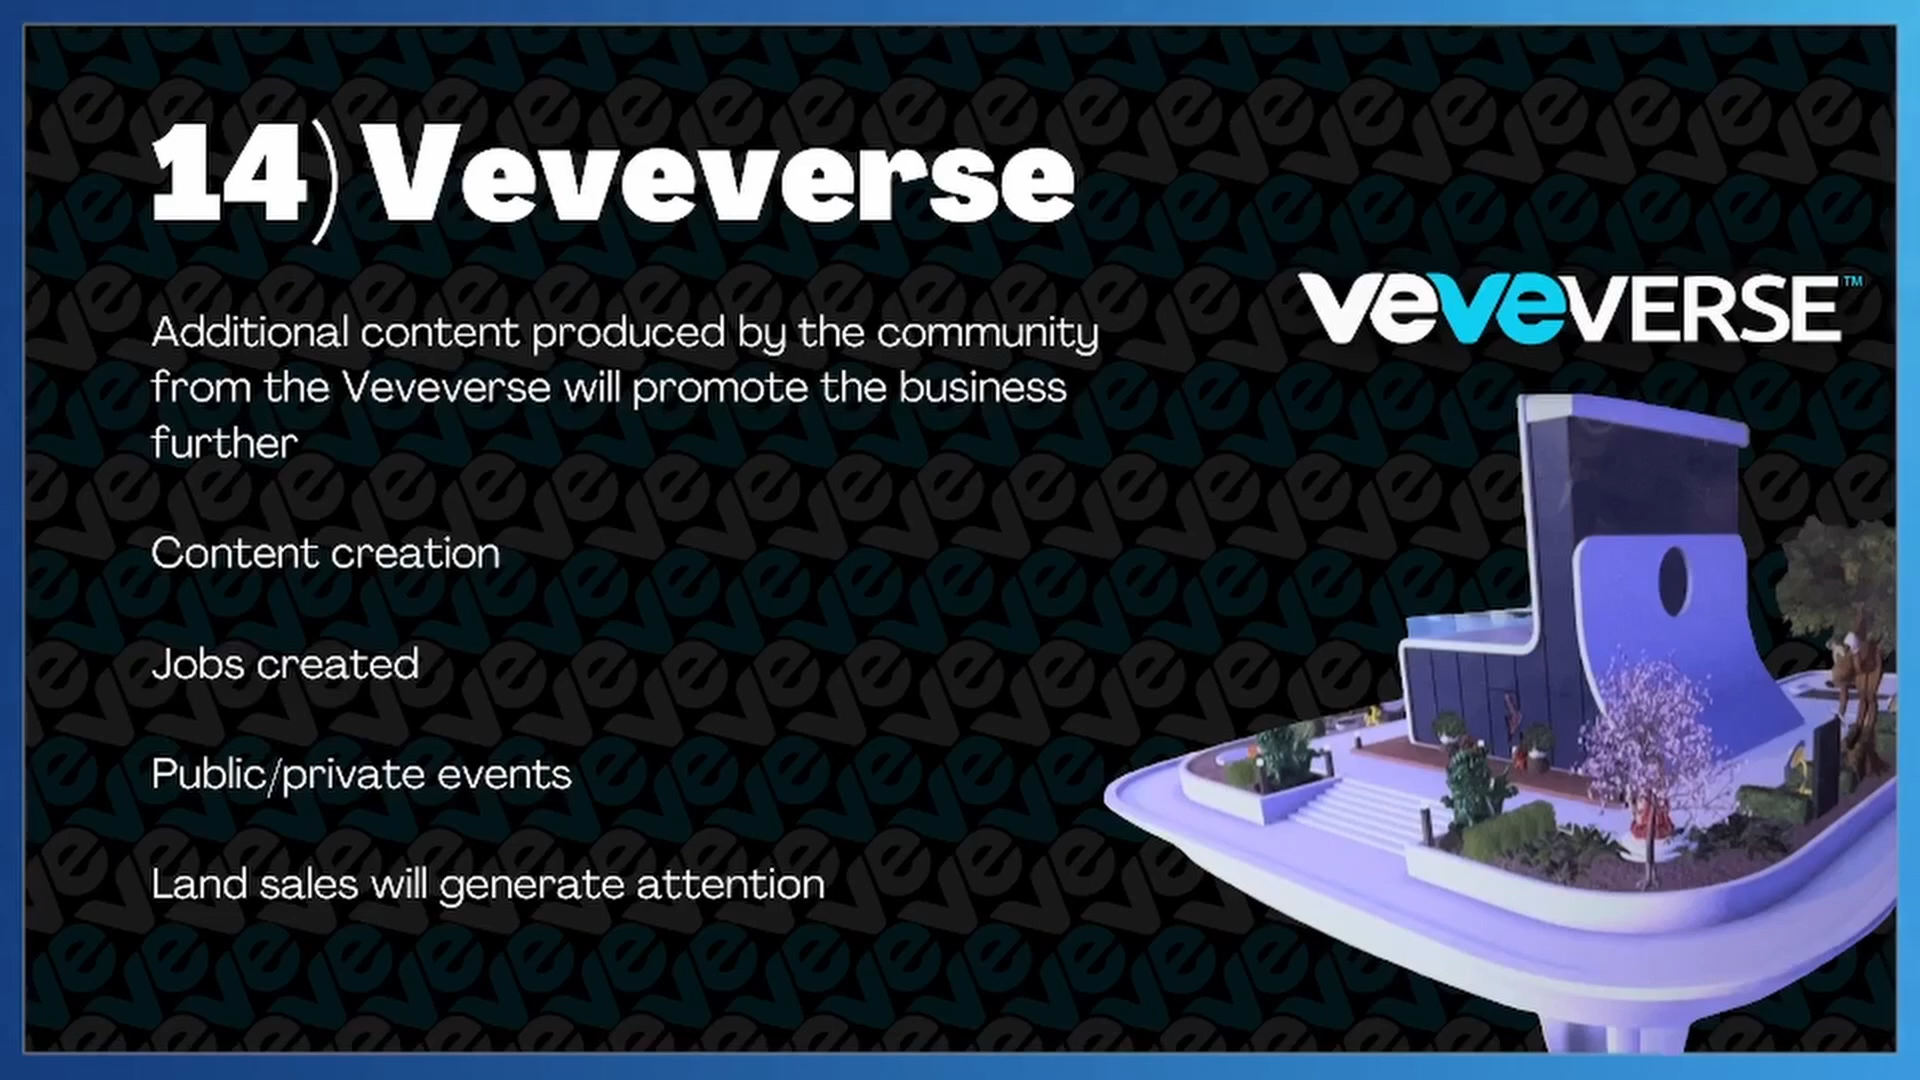 14) Veveverse
veveVERSE™
Additional content produced by the community
from the Veveverse will promote the business
further
Content creation
Jobs created
Public/private events
Land sales will generate attention